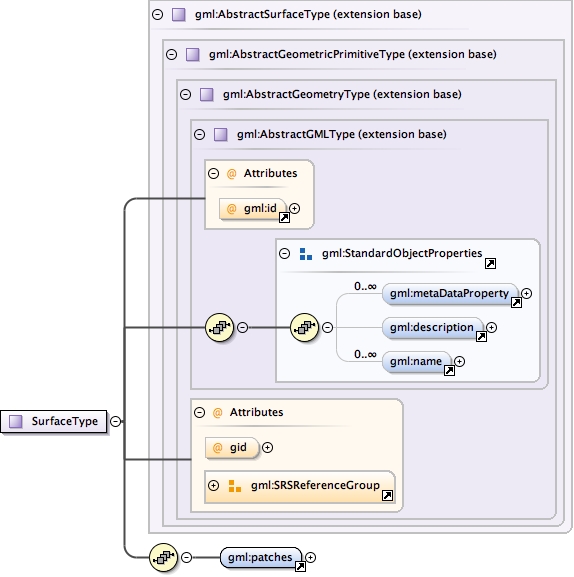 gml:AbstractSurfaceType (extension base)
gml:AbstractGeometricPrimitiveType (extension base)
gml:AbstractGeometryType (extension base)
gml:AbstractGMLType (extension base)
@ Attributes
@ gml:id
gml:StandardObjectProperties
0..∞
gml:metaDataProperty
gml:description
0..∞
gml:name
SurfaceType
@ Attributes
@ gid
gml:SRSReferenceGroup
gml:patches